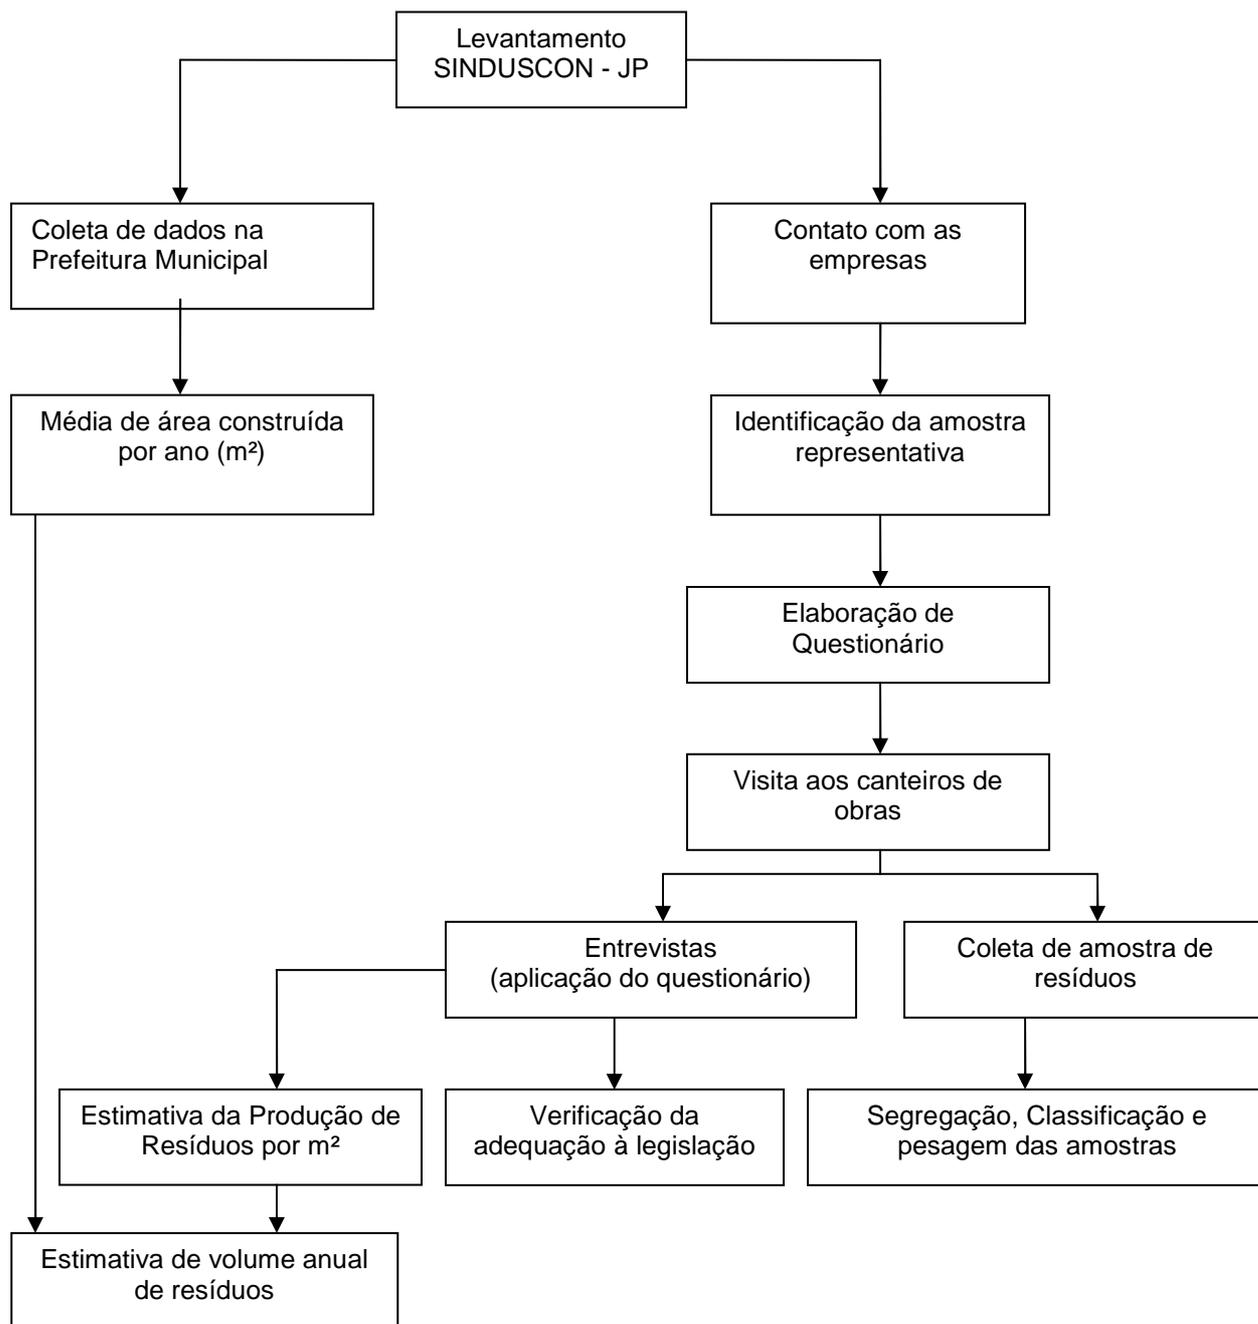 Levantamento
SINDUSCON - JP
Coleta de dados na
Prefeitura Municipal
Contato com as
empresas
Média de área construída
por ano (m²)
Identificação da amostra
representativa
Elaboração de
Questionário
Visita aos canteiros de
obras
Entrevistas
(aplicação do questionário)
Coleta de amostra de
resíduos
Estimativa da Produção de
Resíduos por m²
Verificação da
adequação à legislação
Segregação, Classificação e
pesagem das amostras
Estimativa de volume anual
de resíduos